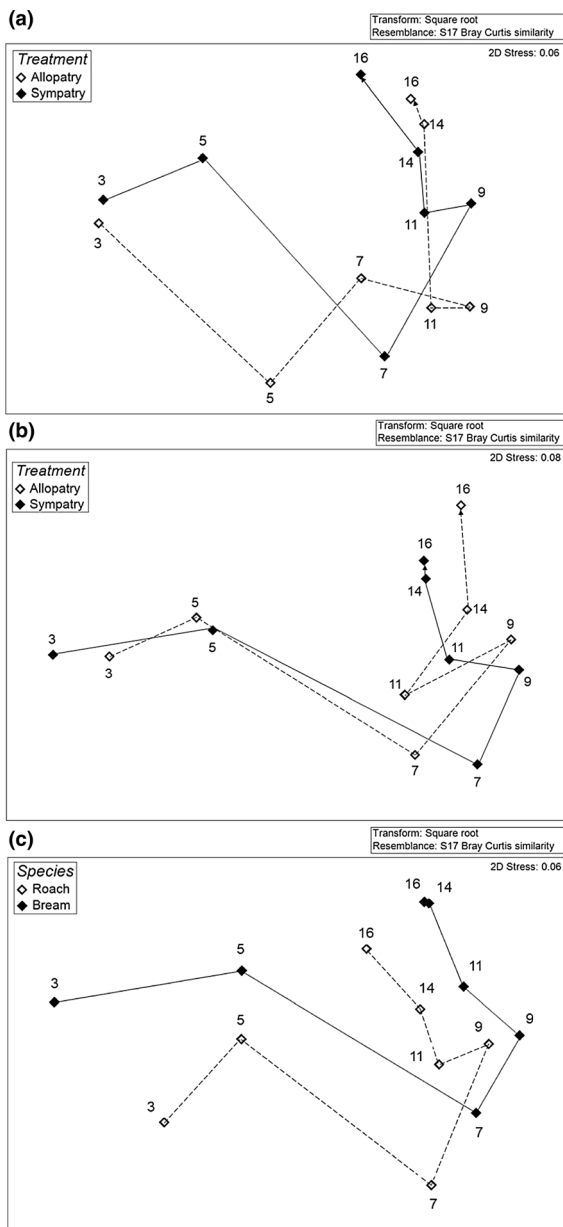 (a)
Transform: Square root
Resemblance: S17 Bray Curtis similarity
2D Stress: 0.06
Treatment
Allopatry
Sympatry
16
16
14
14
5
3
9
11
3
7
9
11
7
5
(b)
Transform: Square root
Resemblance: S17 Bray Curtis similarity
2D Stress: 0.08
Treatment
Allopatry
Sympatry
16
16
14
14
5
9
3
5
11
3
9
11
7
7
(c)
Transform: Square root
Resemblance: S17 Bray Curtis similarity
2D Stress: 0.06
Species
Roach
Bream
16
14
16
5
11
3
14
5
9
9
11
3
7
7